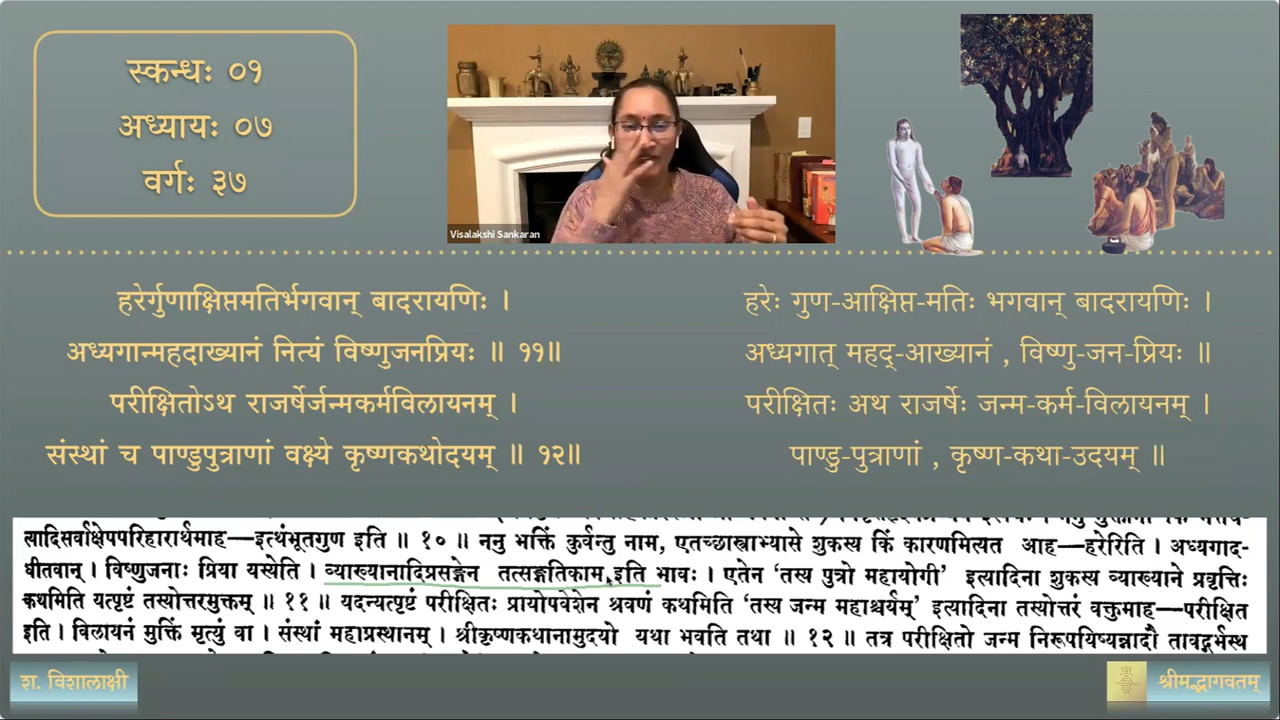 स्कन्धः ०१
अध्यायः ०७
वर्गः ३७
Visalakshi Sankaran
हरेर्गुणाक्षिप्तमतिर्भगवान् बादरायणिः ।
अध्यगान्महदाख्यानं नित्यं विष्णुजनप्रियः ॥ ११॥
परीक्षितोऽथ राजर्षेर्जन्मकर्मविलायनम् ।
संस्थां च पाण्डुपुत्राणां वक्ष्ये कृष्णकथोदयम् ॥ १२॥
हरेः गुण-आक्षिप्त-मतिः भगवान् बादरायणिः ।
अध्यगात् महद्-आख्यानं , विष्णु-जन-प्रियः ॥
परीक्षितः अथ राजर्षेः जन्म-कर्म-विलायनम् ।
पाण्डु-पुत्राणां , कृष्ण-कथा-उदयम् ॥
त्यादिसर्वाक्षेपपरिहारार्थमाह—इत्थंभूतगुण इति ॥ १० ॥ ननु भक्तिं कुर्वन्तु नाम, एतच्छास्त्राभ्यासे शुकस्य किं कारणमित्यत आह—हरेरिति । अध्यगाद-
धीतवान् । विष्णुजनाः प्रिया यस्येति । व्याख्यानादिप्रसङ्गेन तत्सङ्गतिकाम इति भावः । एतेन ‘तस्य पुत्रो महायोगी’ इत्यादिना शुकस्य व्याख्याने प्रवृत्तिः
कथमिति यत्पृष्टं तस्योत्तरमुक्तम् ॥ ११ ॥ यदन्यत्पृष्टं परीक्षितः प्रायोपवेशेन श्रवणं कथमिति ‘तस्य जन्म महाश्चर्यम्’ इत्यादिना तस्योत्तरं वक्तुमाह—परीक्षित
इति । विलायनं मुक्तिं मृत्युं वा । संस्थां महाप्रस्थानम् । श्रीकृष्णकथानामुदयो यथा भवति तथा ॥ १२ ॥ तत्र परीक्षितो जन्म निरूपयिष्यन्नादौ तावद्गर्भस्थ
श. विशालाक्षी
श्रीमद्भागवतम्